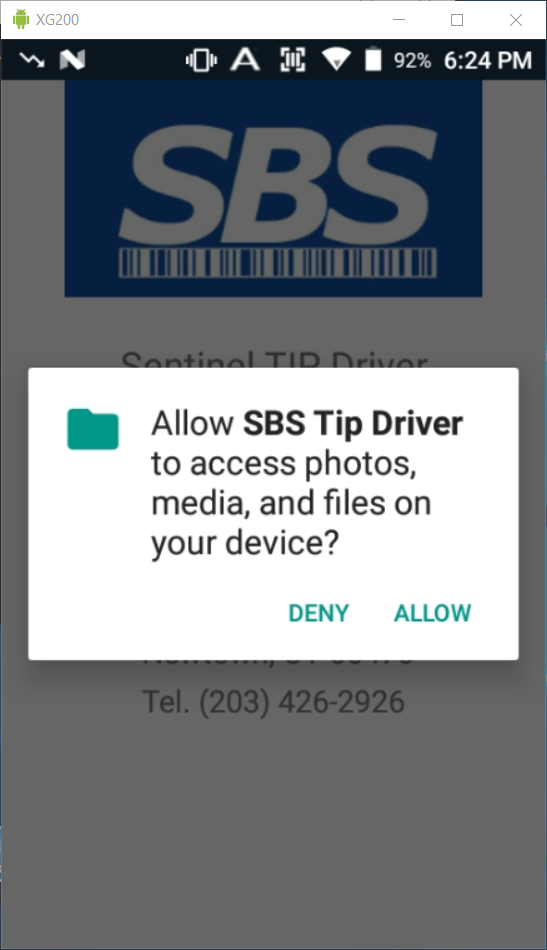 XG200
92% 6:24 PM
SBS
Sentinel TIP Driver
Allow SBS Tip Driver
to access photos,
media, and files on
your device?
DENY ALLOW
Tel. (203) 426-2926